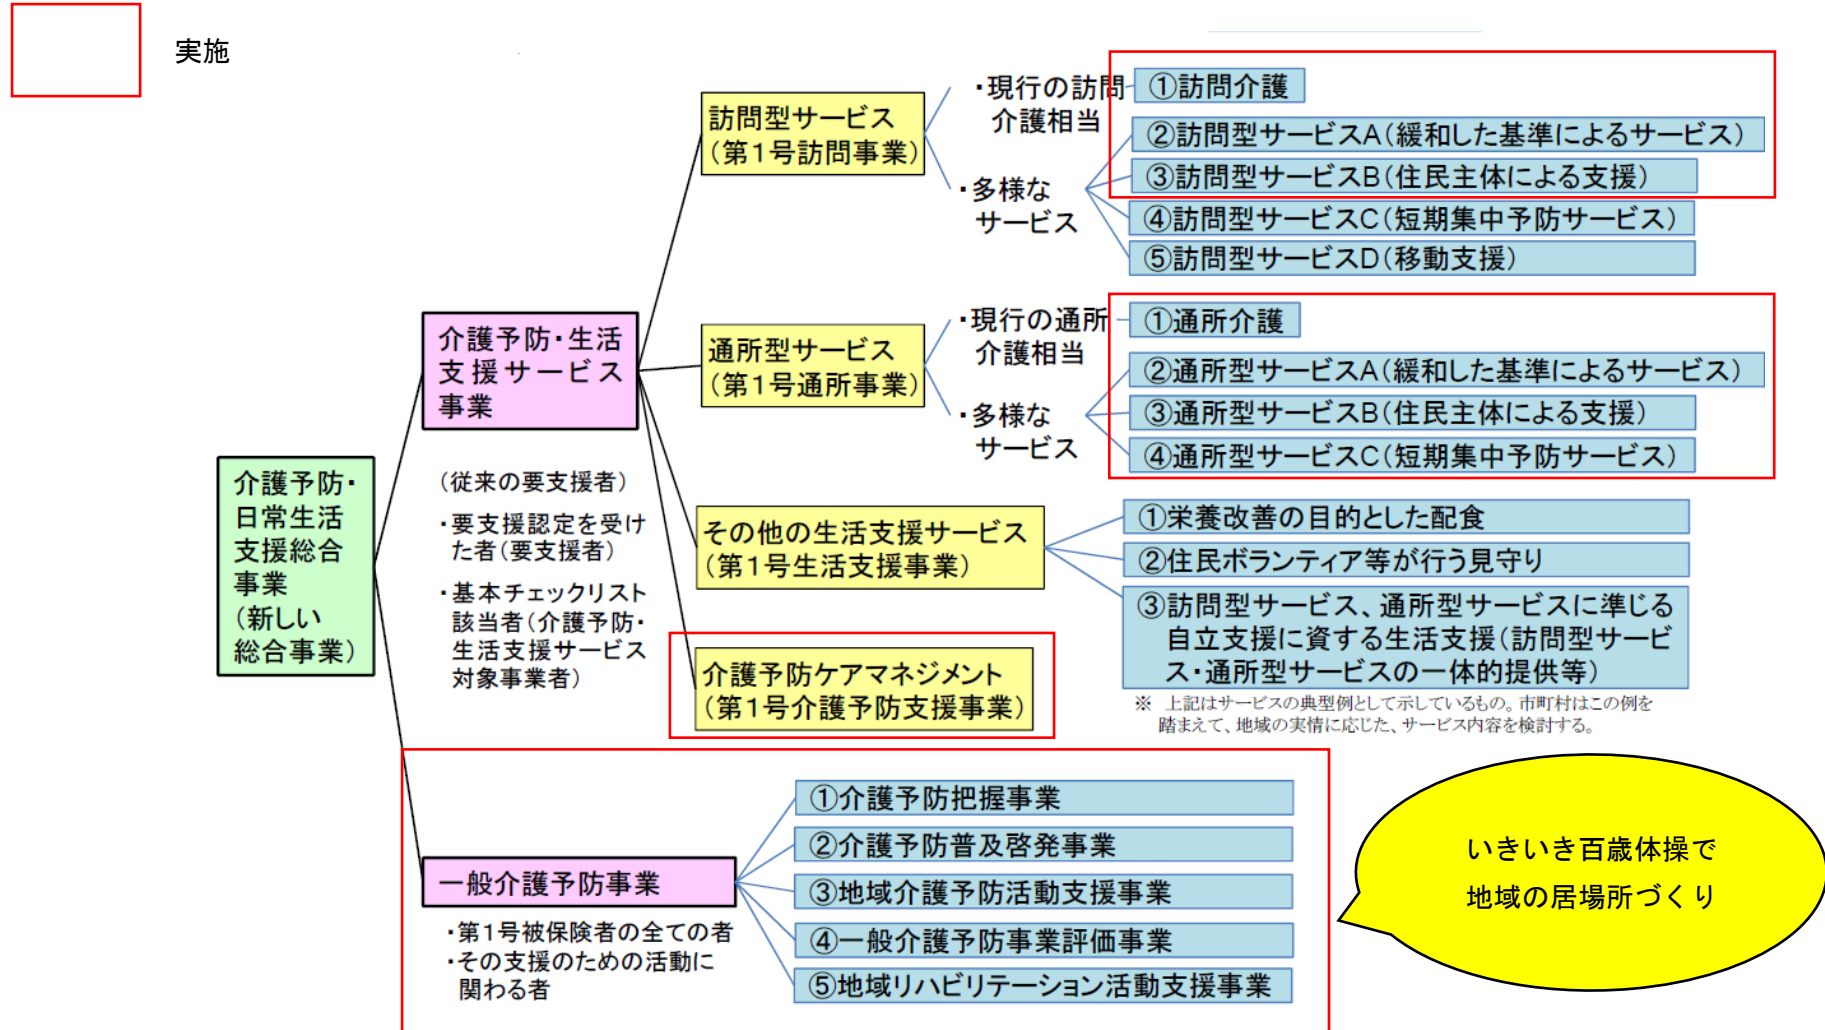 実施
訪問型サービス
(第1号訪問事業)
・現行の訪問
介護相当
・多様な
サービス
①訪問介護
②訪問型サービスA(緩和した基準によるサービス)
③訪問型サービスB(住民主体による支援)
④訪問型サービスC(短期集中予防サービス)
⑤訪問型サービスD(移動支援)
介護予防・生活
支援サービス
事業
通所型サービス
(第1号通所事業)
・現行の通所
介護相当
・多様な
サービス
①通所介護
②通所型サービスA(緩和した基準によるサービス)
③通所型サービスB(住民主体による支援)
④通所型サービスC(短期集中予防サービス)
介護予防・
日常生活
支援総合
事業
(新しい
総合事業)
(従来の要支援者)
・要支援認定を受け
た者(要支援者)
・基本チェックリスト
該当者(介護予防・
生活支援サービス
対象事業者)
その他の生活支援サービス
(第1号生活支援事業)
①栄養改善の目的とした配食
②住民ボランティア等が行う見守り
③訪問型サービス、通所型サービスに準じる
自立支援に資する生活支援(訪問型サービ
ス・通所型サービスの一体的提供等)
介護予防ケアマネジメント
(第1号介護予防支援事業)
※ 上記はサービスの典型例として示しているもの。市町村はこの例を
踏まえて、地域の実情に応じた、サービス内容を検討する。
一般介護予防事業
・第1号被保険者の全ての者
・その支援のための活動に
関わる者
①介護予防把握事業
②介護予防普及啓発事業
③地域介護予防活動支援事業
④一般介護予防事業評価事業
⑤地域リハビリテーション活動支援事業
いきいき百歳体操で
地域の居場所づくり